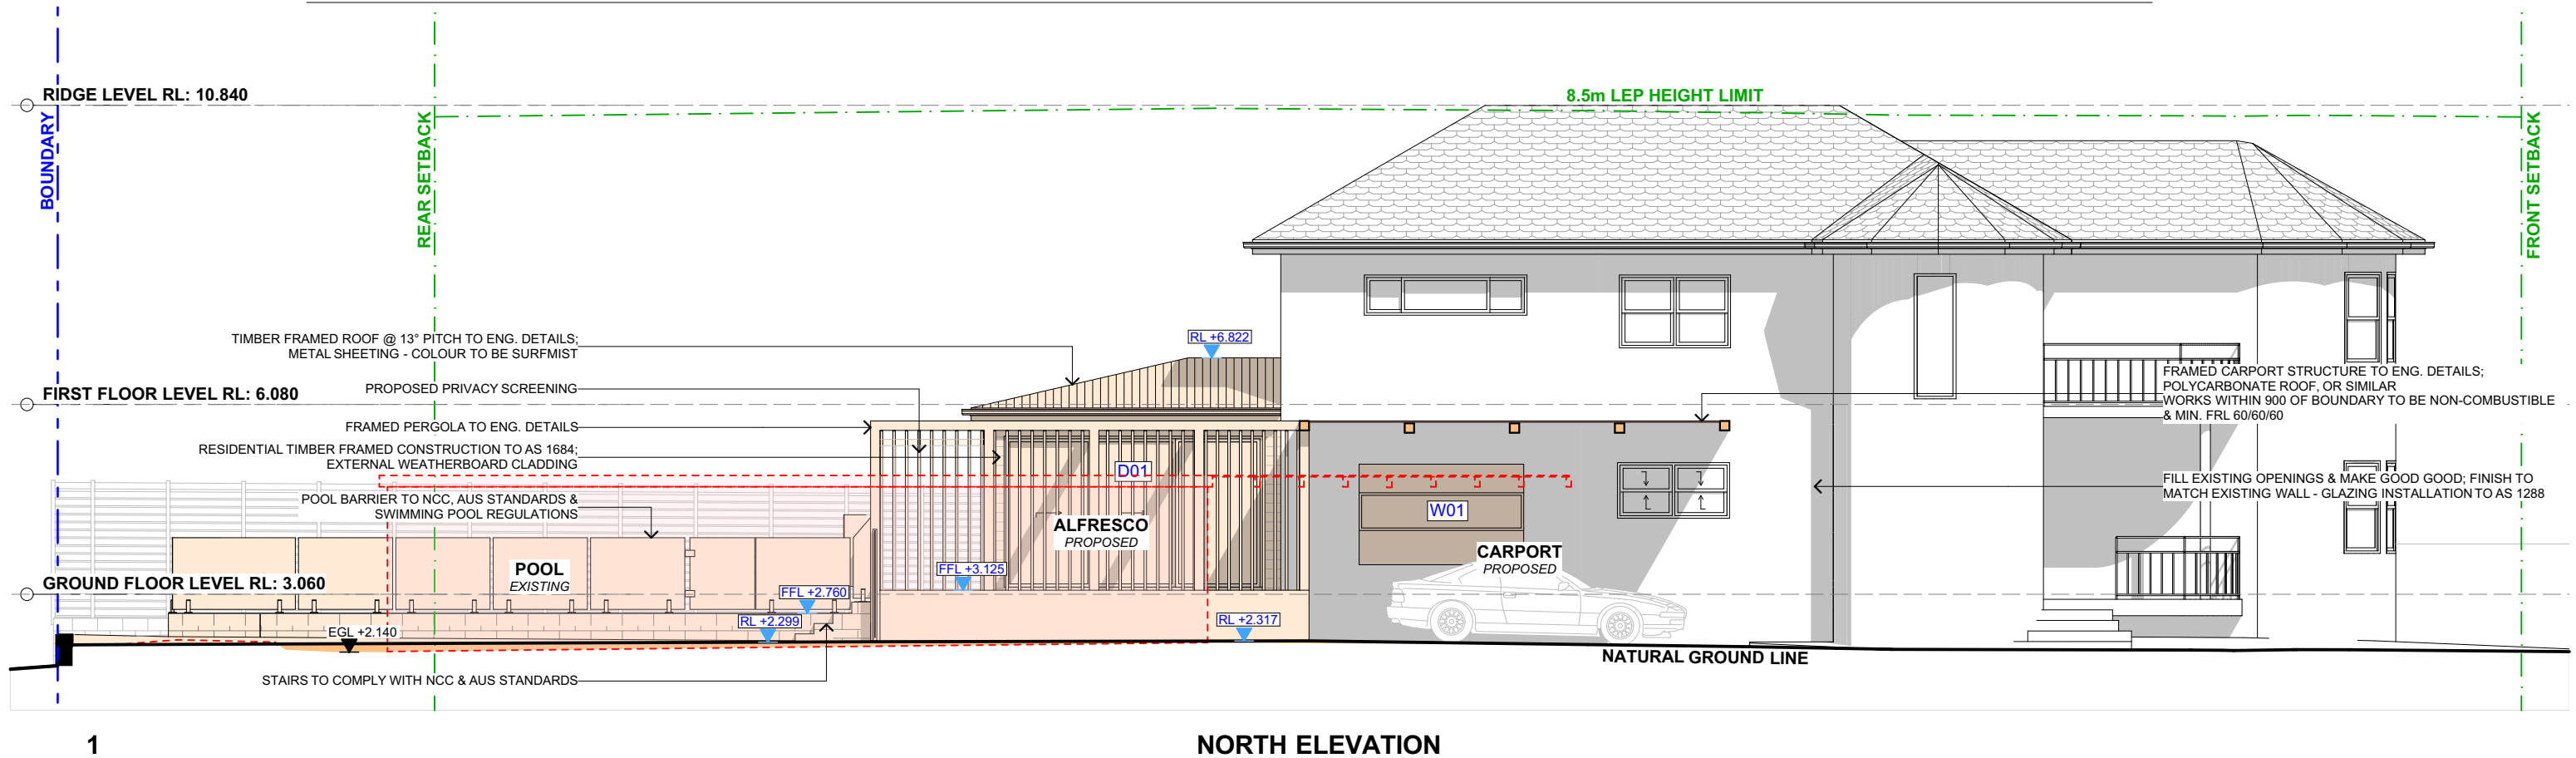 RIDGE LEVEL RL: 10.840
BOUNDARY
REAR SETBACK
8.5m LEP HEIGHT LIMIT
FRONT SETBACK
RL +6.822
TIMBER FRAMED ROOF @ 13° PITCH TO ENG. DETAILS;
METAL SHEETING - COLOUR TO BE SURFMIST
PROPOSED PRIVACY SCREENING
FIRST FLOOR LEVEL RL: 6.080
FRAMED PERGOLA TO ENG. DETAILS
RESIDENTIAL TIMBER FRAMED CONSTRUCTION TO AS 1684;
EXTERNAL WEATHERBOARD CLADDING
POOL BARRIER TO NCC, AUS STANDARDS &
SWIMMING POOL REGULATIONS
FRAMED CARPORT STRUCTURE TO ENG. DETAILS;
POLYCARBONATE ROOF, OR SIMILAR
WORKS WITHIN 900 OF BOUNDARY TO BE NON-COMBUSTIBLE
& MIN. FRL 60/60/60
FILL EXISTING OPENINGS & MAKE GOOD GOOD; FINISH TO
MATCH EXISTING WALL - GLAZING INSTALLATION TO AS 1288
D01
W01
ALFRESCO
PROPOSED
CARPORT
PROPOSED
POOL
EXISTING
GROUND FLOOR LEVEL RL: 3.060
FFL +3.125
FFL +2.760
RL +2.299
RL +2.317
EGL +2.140
NATURAL GROUND LINE
STAIRS TO COMPLY WITH NCC & AUS STANDARDS
1
NORTH ELEVATION